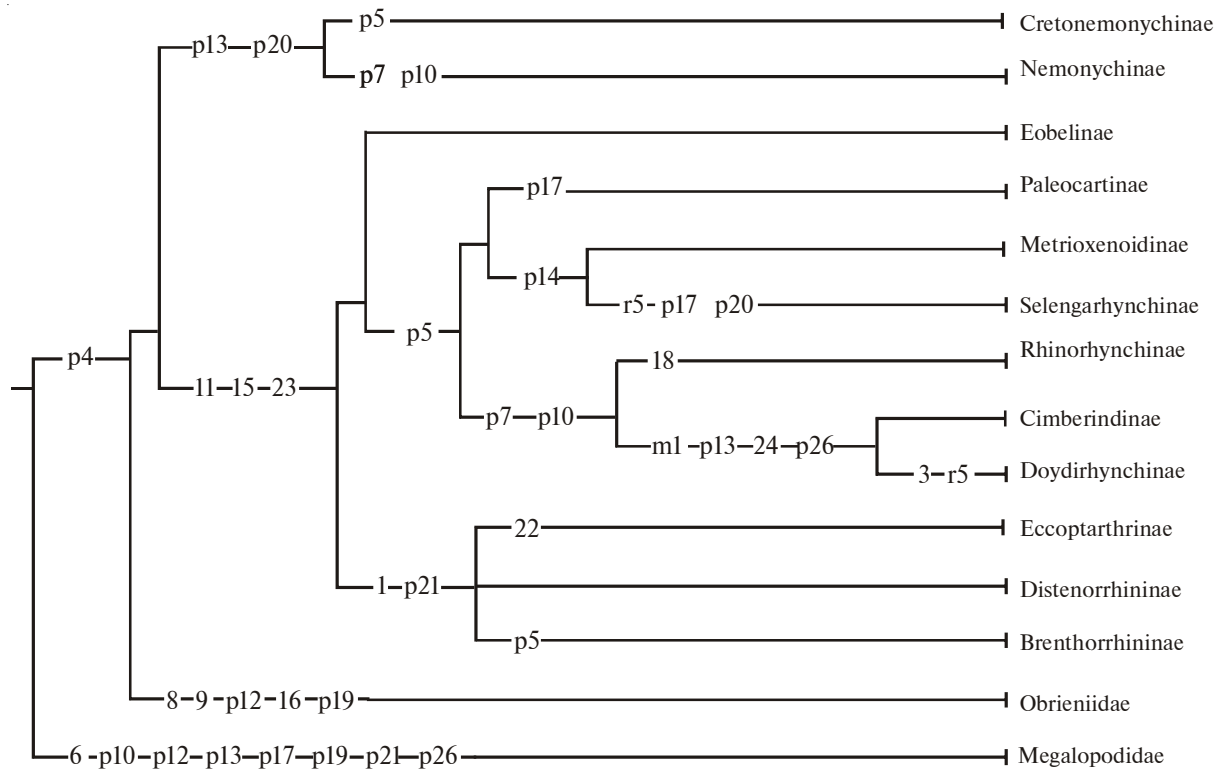 p5 Cretonemonychinae
p13 p20
p7 p10 Nemonychinae
Eobelinae
p17 Paleocartinae
Metrioxenoidinae
p14
r5 p17 p20 Selengarhynchinae
p5
18 Rhinorhynchinae
p4
11 15 23
p7 p10
Cimberindinae
m1 p13 24 p26
3 r5 Doydirhynchinae
22 Eccoptarthrinae
1 p21
Distenorrhininae
p5 Brenthorrhininae
8 9 p12 16 p19 Obrieniidae
6 p10 p12 p13 p17 p19 p21 p26 Megalopodidae